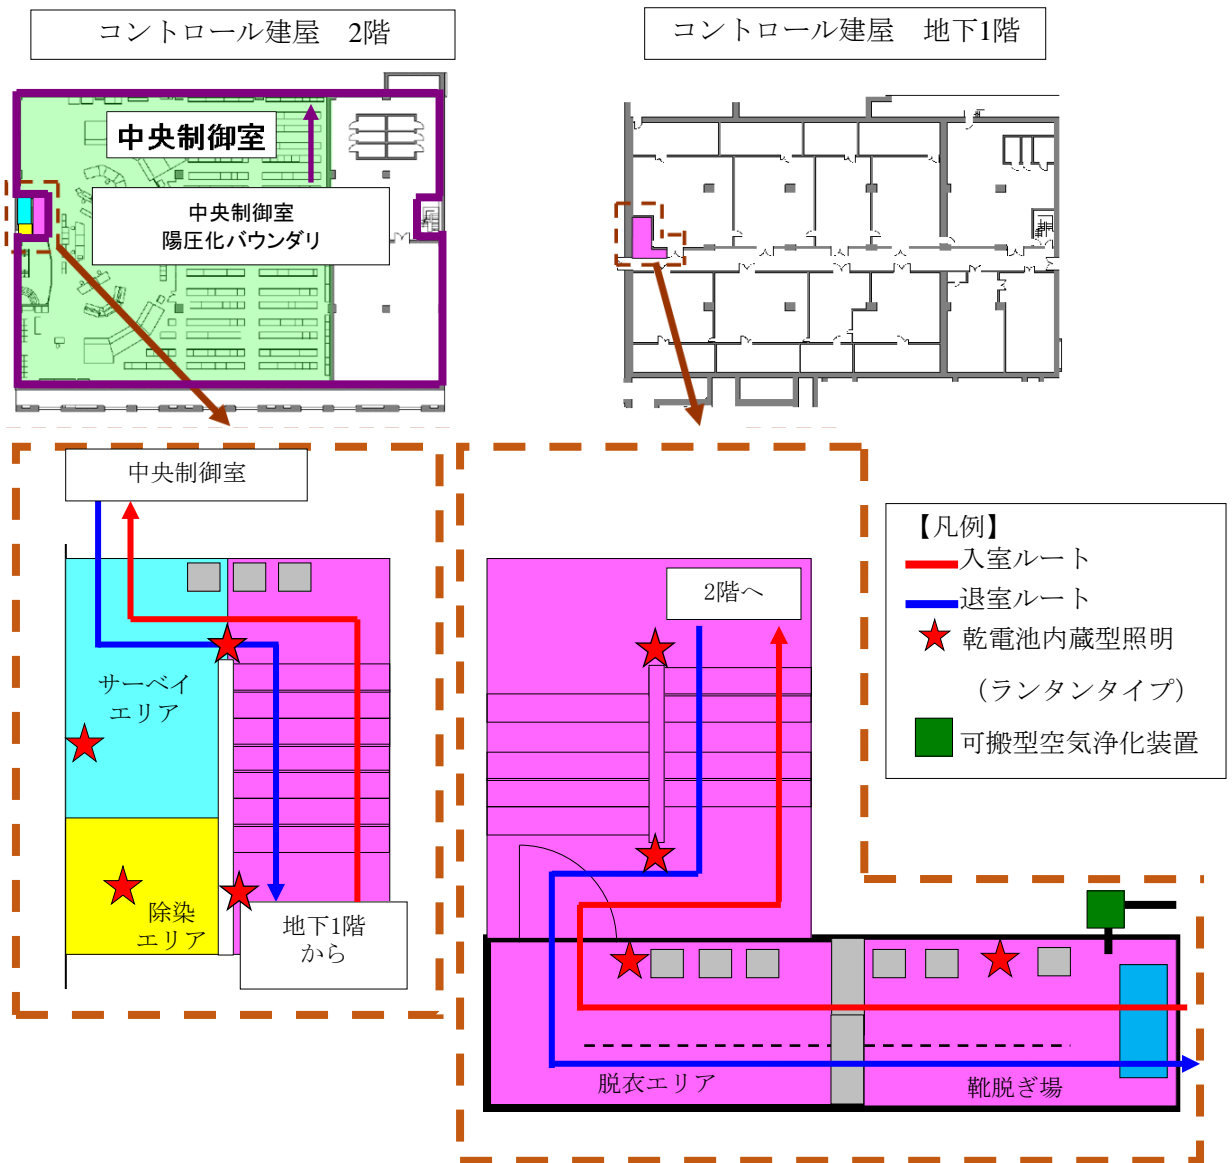 コントロール建屋　2階
コントロール建屋　地下1階
中央制御室
中央制御室
陽圧化バウンダリ
中央制御室
サーベイ
エリア
除染
エリア
地下1階
から
2階へ
脱衣エリア
靴脱ぎ場
【凡例】
入室ルート
退室ルート
乾電池内蔵型照明
（ランタンタイプ）
可搬型空気浄化装置